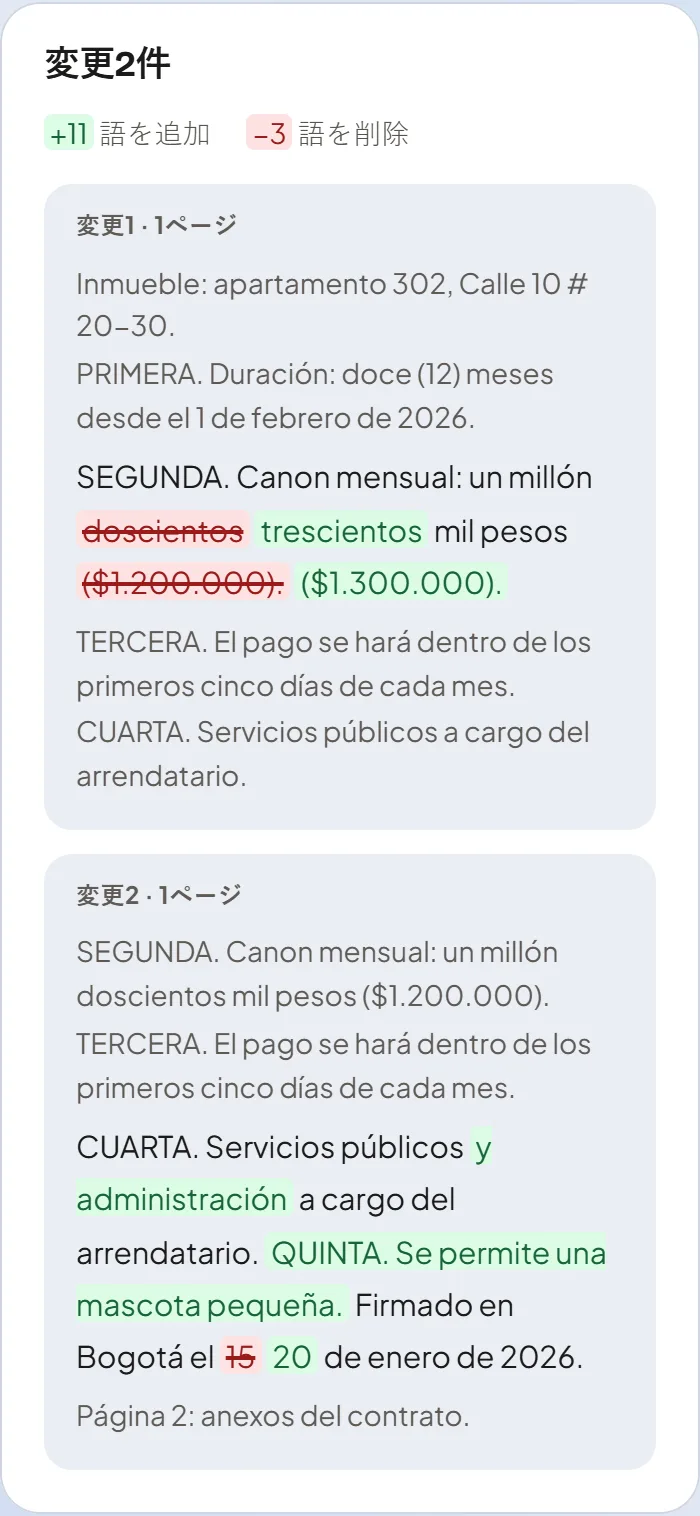 変更2件
+11 語を追加 −3 語を削除
変更1 · 1ページ
Inmueble: apartamento 302, Calle 10 #
20−30.
PRIMERA. Duración: doce (12) meses
desde el 1 de febrero de 2026.
SEGUNDA. Canon mensual: un millón
doscientos trescientos mil pesos
($1.200.000). ($1.300.000).
TERCERA. El pago se hará dentro de los
primeros cinco días de cada mes.
CUARTA. Servicios públicos a cargo del
arrendatario.
変更2 · 1ページ
SEGUNDA. Canon mensual: un millón
doscientos mil pesos ($1.200.000).
TERCERA. El pago se hará dentro de los
primeros cinco días de cada mes.
CUARTA. Servicios públicos y
administración a cargo del
arrendatario. QUINTA. Se permite una
mascota pequeña. Firmado en
Bogotá el 15 20 de enero de 2026.
Página 2: anexos del contrato.